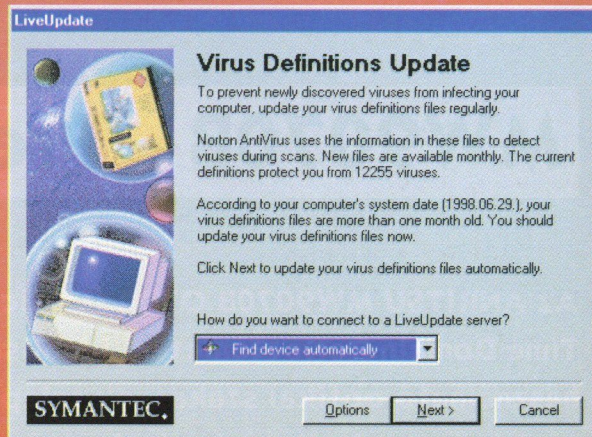 LiveUpdate
Virus Definitions Update
To prevent newly discovered viruses from infecting your
computer, update your virus definitions files regularly.
Norton AntiVirus uses the information in these files to detect
viruses during scans. New files are available monthly. The current
definitions protect you from 12255 viruses.
According to your computer's system date (1998.06.29.), your
virus definitions files are more than one month old. You should
update your virus definitions files now.
Click Next to update your virus definitions files automatically.
How do you want to connect to a LiveUpdate server?
Find device automatically
SYMANTEC.
Options
Next >
Cancel